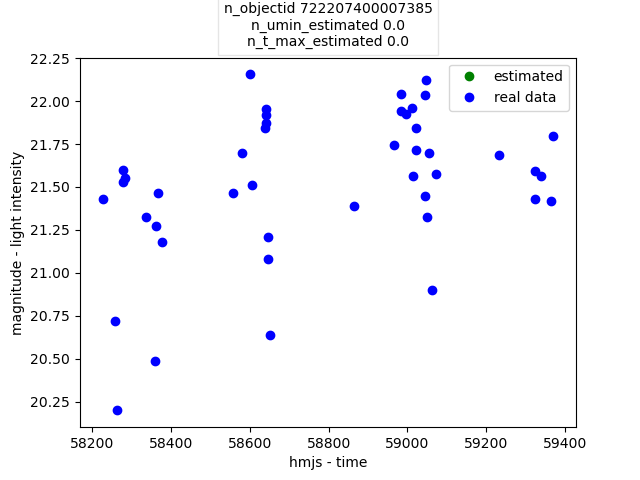 n_objectid 722207400007385
n_umin_estimated 0.0
n_t_max_estimated 0.0
estimated
real data
magnitude - light intensity
22.25
22.00
21.75
21.50
21.25
21.00
20.75
20.50
20.25
58200 58400 58600 58800 59000 59200 59400
hmjs - time